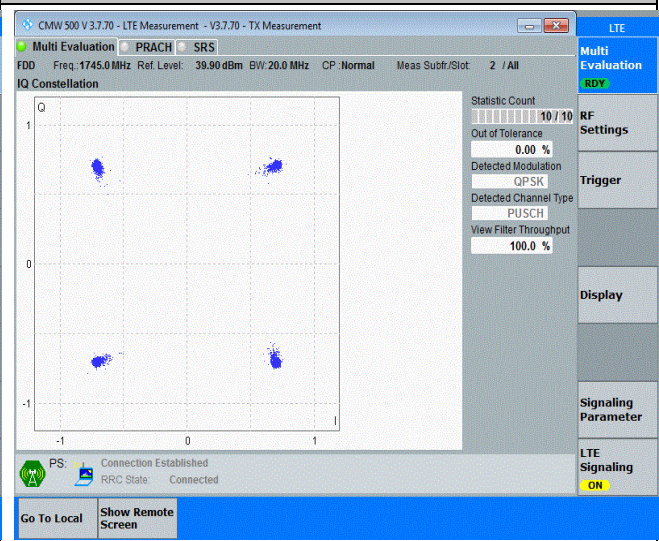 CMW 500 V 3.7.70 - LTE Measurement - V3.7.70 - TX Measurement
LTE
Multi Evaluation PRACH SRS
FDD Freq.:1745.0 MHz Ref. Level: 39.90 dBm BW:20.0 MHz CP :Normal Meas Subfr./Slot: 2 / All
IQ Constellation
Q
1
0
-1
-1 0 1
I
Statistic Count
10 / 10
Out of Tolerance
0.00 %
Detected Modulation
QPSK
Detected Channel Type
PUSCH
View Filter Throughput
100.0 %
Multi
Evaluation
RDY
RF
Settings
Trigger
Display
Signaling
Parameter
LTE
Signaling
ON
PS: Connection Established
RRC State: Connected
Go To Local
Show Remote
Screen